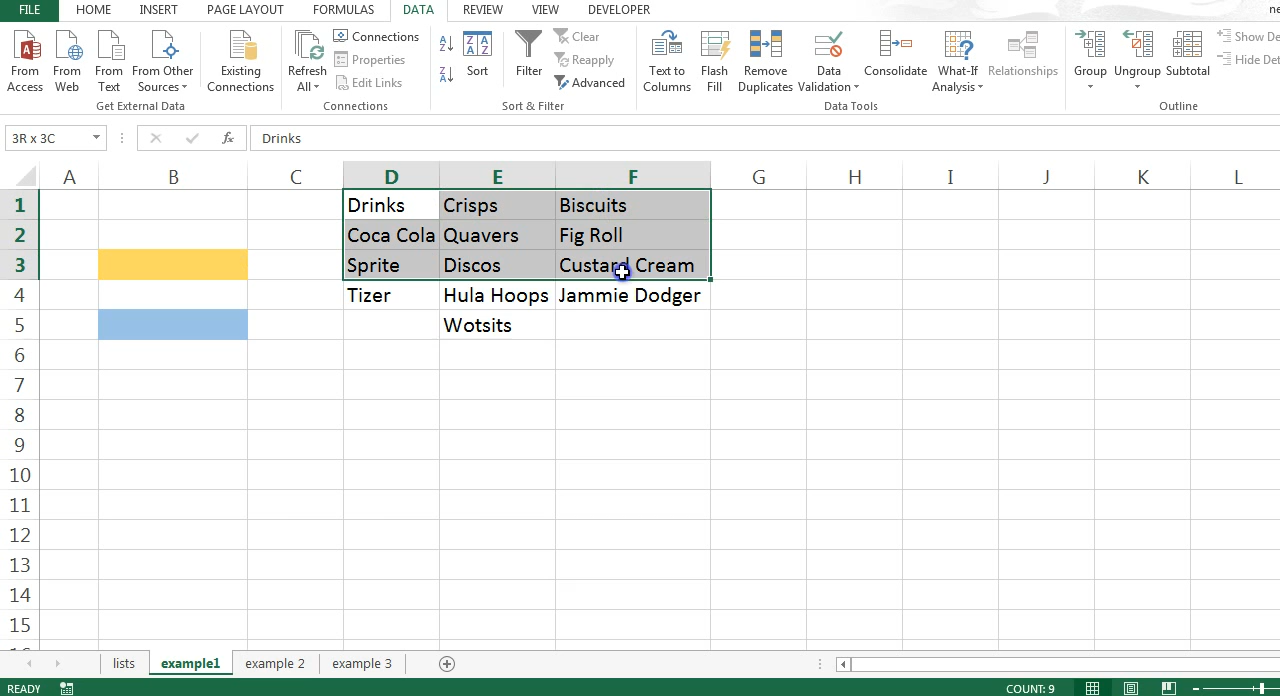 FILE HOME INSERT PAGE LAYOUT FORMULAS DATA REVIEW VIEW DEVELOPER ne
From Access
From Web
From Text
From Other Sources
Existing Connections
Get External Data
Refresh All
Connections
Properties
Edit Links
Connections
Sort
Filter
Clear
Reapply
Advanced
Sort & Filter
Text to Columns
Flash Fill
Remove Duplicates
Data Validation
Consolidate
What-If Analysis
Relationships
Data Tools
Group
Ungroup
Subtotal
Show De
Hide Det
Outline
3R x 3C fx Drinks
A B C D E F G H I J K L
1 Drinks Crisps Biscuits
2 Coca Cola Quavers Fig Roll
3 Sprite Discos Custard Cream
4 Tizer Hula Hoops Jammie Dodger
5 Wotsits
6
7
8
9
10
11
12
13
14
15
lists example1 example 2 example 3
READY COUNT: 9